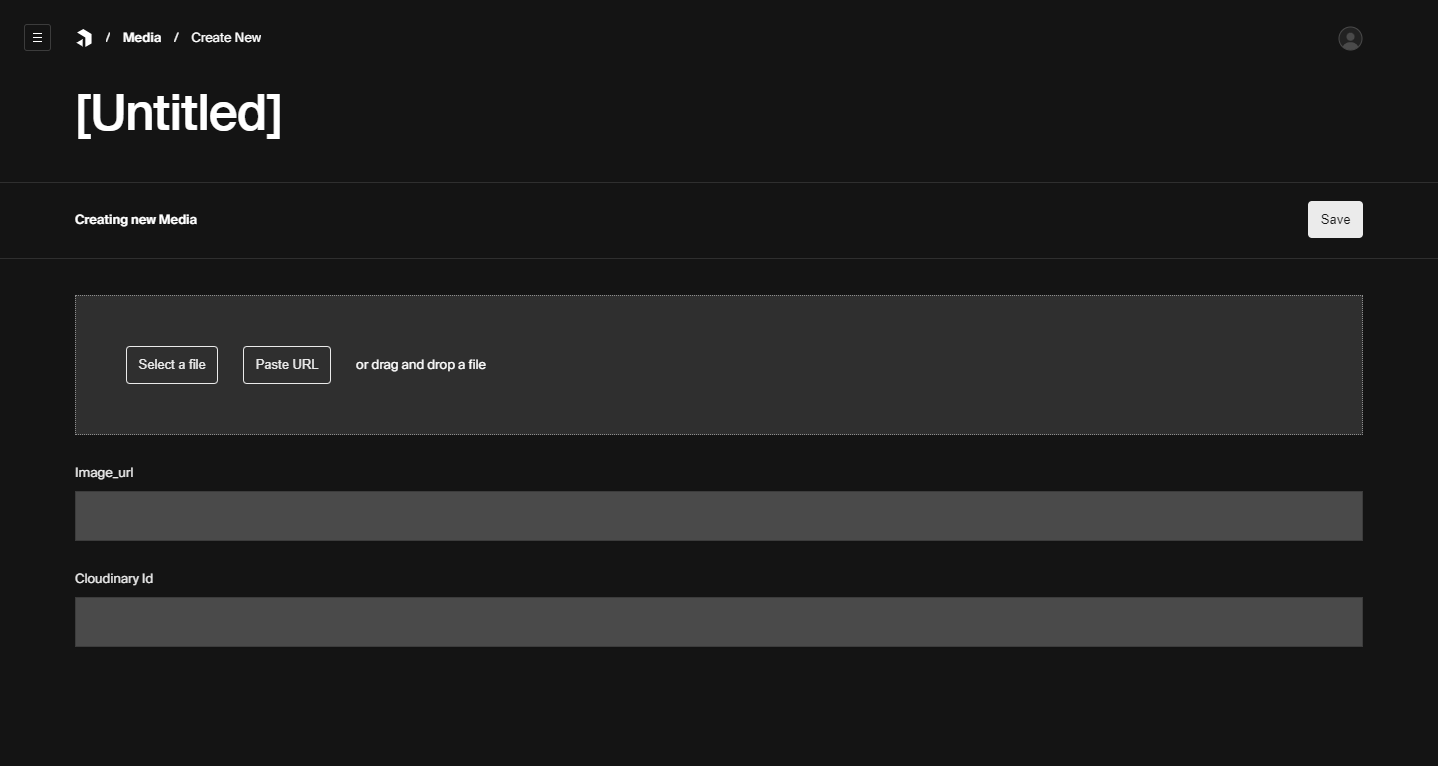 / Media / Create New
[Untitled]
Creating new Media
Save
Select a file
Paste URL
or drag and drop a file
Image_url
Cloudinary Id